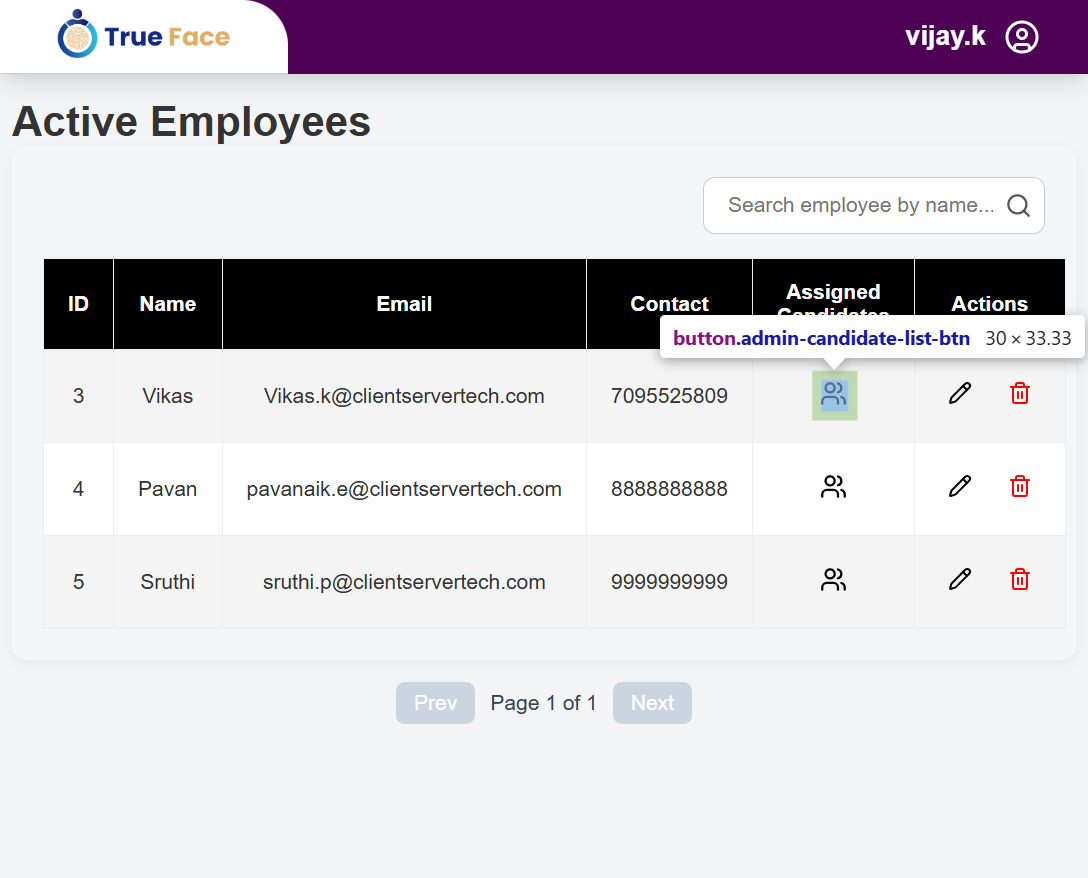 True Face
vijay.k
Active Employees
Search employee by name...
ID Name Email Contact Assigned Candidates Actions
button.admin-candidate-list-btn 30 × 33.33
3 Vikas Vikas.k@clientservertech.com 7095525809
4 Pavan pavanaik.e@clientservertech.com 8888888888
5 Sruthi sruthi.p@clientservertech.com 9999999999
Prev Page 1 of 1 Next